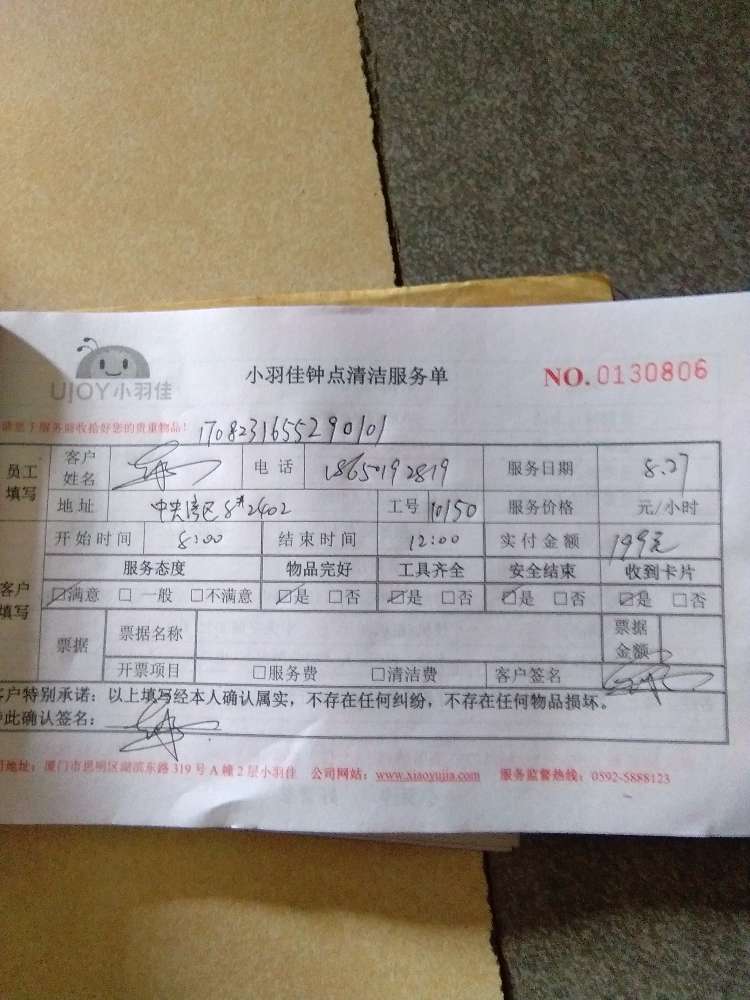 UJOY小羽佳
小羽佳钟点清洁服务单
NO.0130806
请您于服务前收拾好您的贵重物品!
1708231655290101
员工填写 客户姓名 电话 18650192819 服务日期 8.27
地址 中央湾区8#2402 工号 10150 服务价格 元/小时
开始时间 8:00 结束时间 12:00 实付金额 199元
客户填写 服务态度 物品完好 工具齐全 安全结束 收到卡片
☑满意 □一般 □不满意 ☑是 □否 ☑是 □否 ☑是 □否 ☑是 □否
票据 票据名称 票据金额
开票项目 □服务费 □清洁费 客户签名
客户特别承诺：以上填写经本人确认属实，不存在任何纠纷，不存在任何物品损坏。
此确认签名：
地址：厦门市思明区湖滨东路319号A幢2层小羽佳 公司网站：www.xiaoyujia.com 服务监督热线：0592-5888123